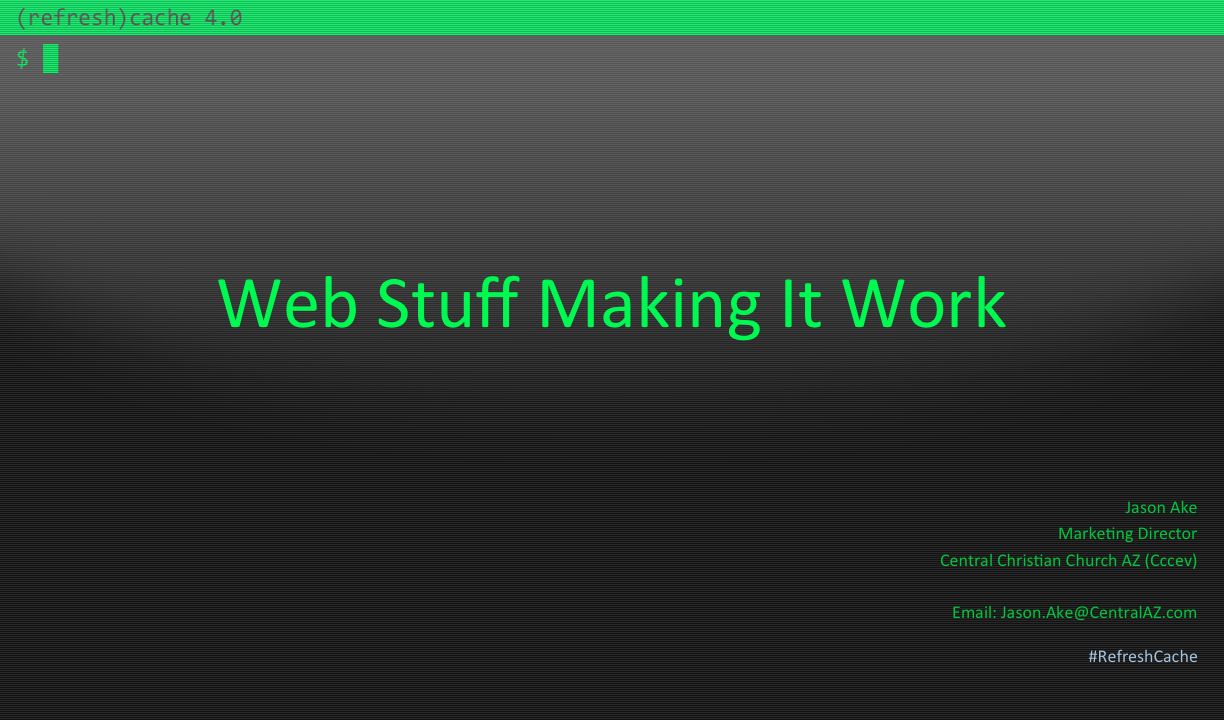 (refresh)cache 4.0
$
Web Stuff Making It Work
Jason Ake
Marketing Director
Central Christian Church AZ (Cccev)
Email: Jason.Ake@CentralAZ.com
#RefreshCache